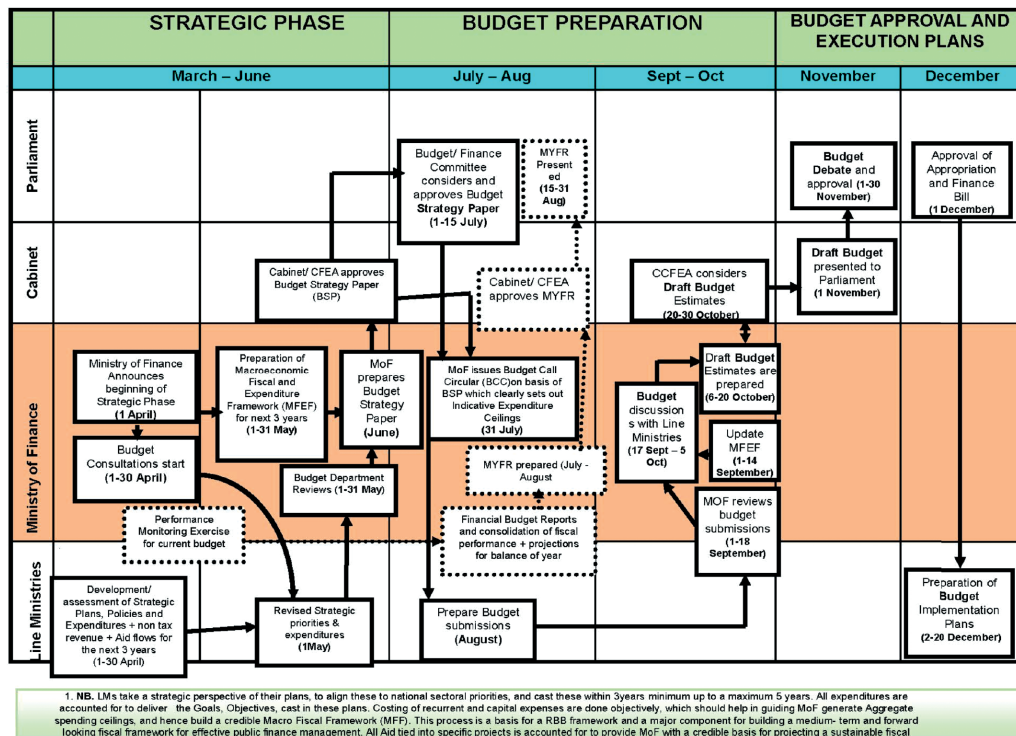 STRATEGIC PHASE
BUDGET PREPARATION
BUDGET APPROVAL AND
EXECUTION PLANS
March – June
July – Aug
Sept – Oct
November
December
Parliament
Budget/ Finance
Committee
considers and
approves Budget
Strategy Paper
(1-15 July)
MYFR
Present
ed
(15-31
Aug)
Budget
Debate and
approval (1-30
November)
Approval of
Appropriation
and Finance
Bill
(1 December)
Cabinet
Cabinet/ CFEA approves
Budget Strategy Paper
(BSP)
Cabinet/ CFEA
approves MYFR
CCFEA considers
Draft Budget
Estimates
(20-30 October)
Draft Budget
presented to
Parliament
(1 November)
Ministry of Finance
Ministry of Finance
Announces
beginning of
Strategic Phase
(1 April)
Preparation of
Macroeconomic
Fiscal and
Expenditure
Framework (MFEF)
for next 3 years
(1-31 May)
MoF
prepares
Budget
Strategy
Paper
(June)
MoF issues Budget Call
Circular (BCC)on basis of
BSP which clearly sets out
Indicative Expenditure
Ceilings
(31 July)
Draft Budget
Estimates are
prepared
(6-20 October)
Budget
discussion
s with Line
Ministries
(17 Sept – 5
Oct)
Update
MFEF
(1-14
September)
Budget
Consultations start
(1-30 April)
Budget Department
Reviews (1-31 May)
MYFR prepared (July -
August)
MOF reviews
budget
submissions
(1-18
September)
Performance
Monitoring Exercise
for current budget
Financial Budget Reports
and consolidation of fiscal
performance + projections
for balance of year
Line Ministries
Development/
assessment of Strategic
Plans, Policies and
Expenditures + non tax
revenue + Aid flows for
the next 3 years
(1-30 April)
Revised Strategic
priorities &
expenditures
(1May)
Prepare Budget
submissions
(August)
Preparation of
Budget
Implementation
Plans
(2-20 December)
1. NB. LMs take a strategic perspective of their plans, to align these to national sectoral priorities, and cast these within 3years minimum up to a maximum 5 years. All expenditures are
accounted for to deliver the Goals, Objectives, cast in these plans. Costing of recurrent and capital expenses are done objectively, which should help in guiding MoF generate Aggregate
spending ceilings, and hence build a credible Macro Fiscal Framework (MFF). This process is a basis for a RBB framework and a major component for building a medium- term and forward
looking fiscal framework for effective public finance management. All Aid tied into specific projects is accounted for to provide MoF with a credible basis for projecting a sustainable fiscal